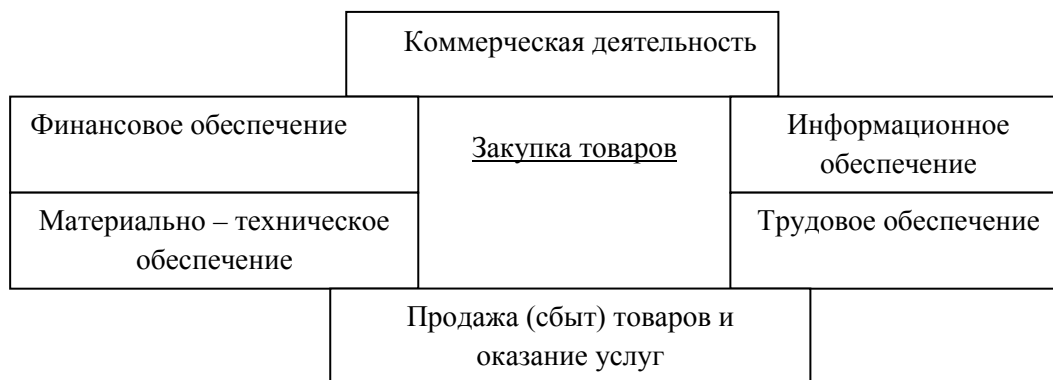 Коммерческая деятельность
Финансовое обеспечение
Закупка товаров
Информационное
обеспечение
Материально – техническое
обеспечение
Трудовое обеспечение
Продажа (сбыт) товаров и
оказание услуг